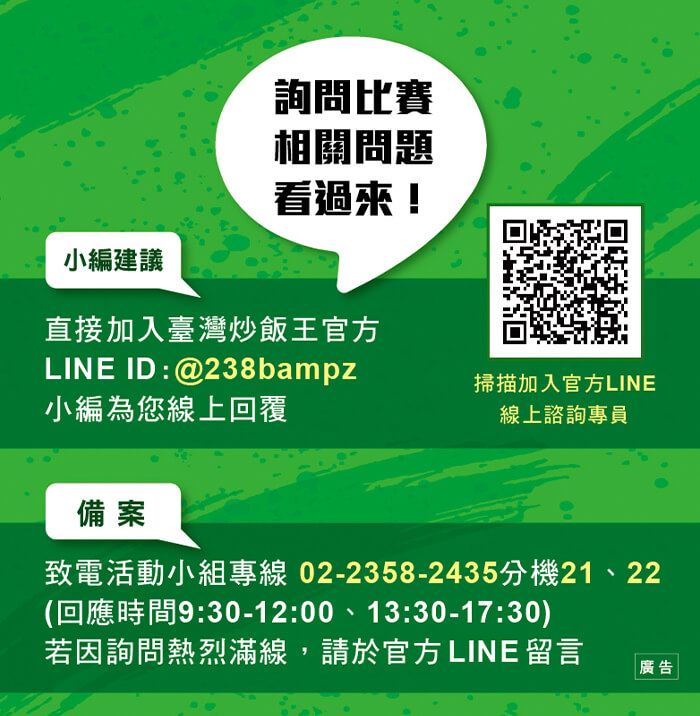 詢問比賽
相關問題
看過來！
小編建議
直接加入臺灣炒飯王官方
LINE ID:@238bampz
小編為您線上回覆
掃描加入官方LINE
線上諮詢專員
備案
致電活動小組專線 02-2358-2435分機21、22
(回應時間9:30-12:00、13:30-17:30)
若因詢問熱烈滿線，請於官方LINE留言
廣告